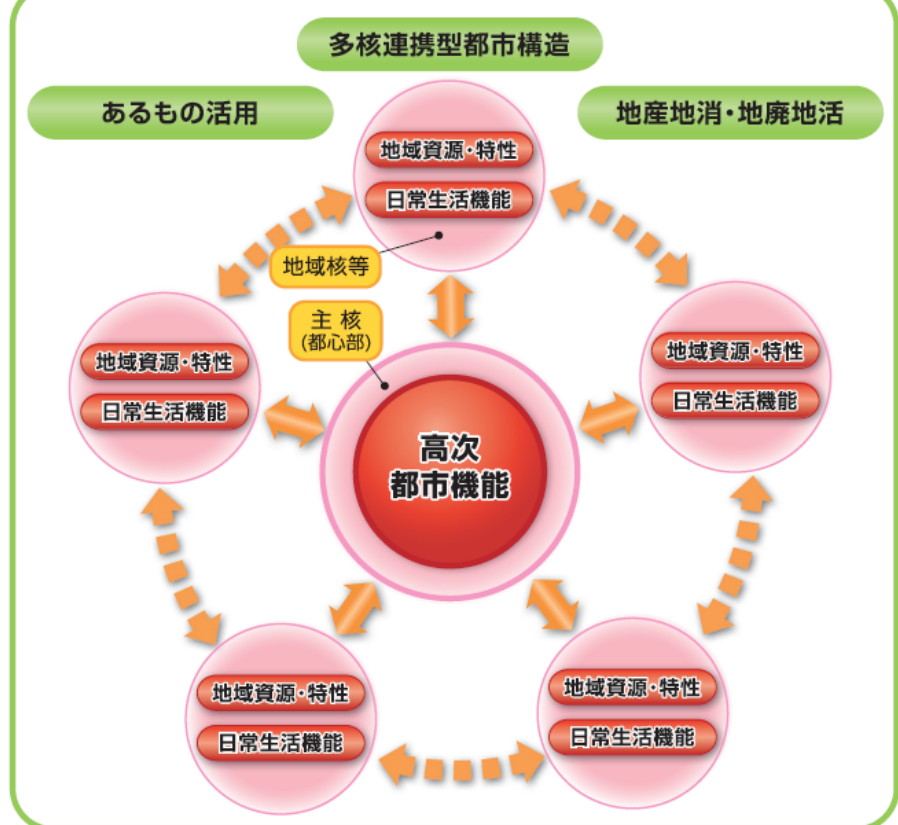 多核連携型都市構造
あるもの活用
地産地消・地廃地活
地域資源・特性
日常生活機能
地域核等
主 核
(都心部)
地域資源・特性
日常生活機能
地域資源・特性
日常生活機能
高次
都市機能
地域資源・特性
日常生活機能
地域資源・特性
日常生活機能